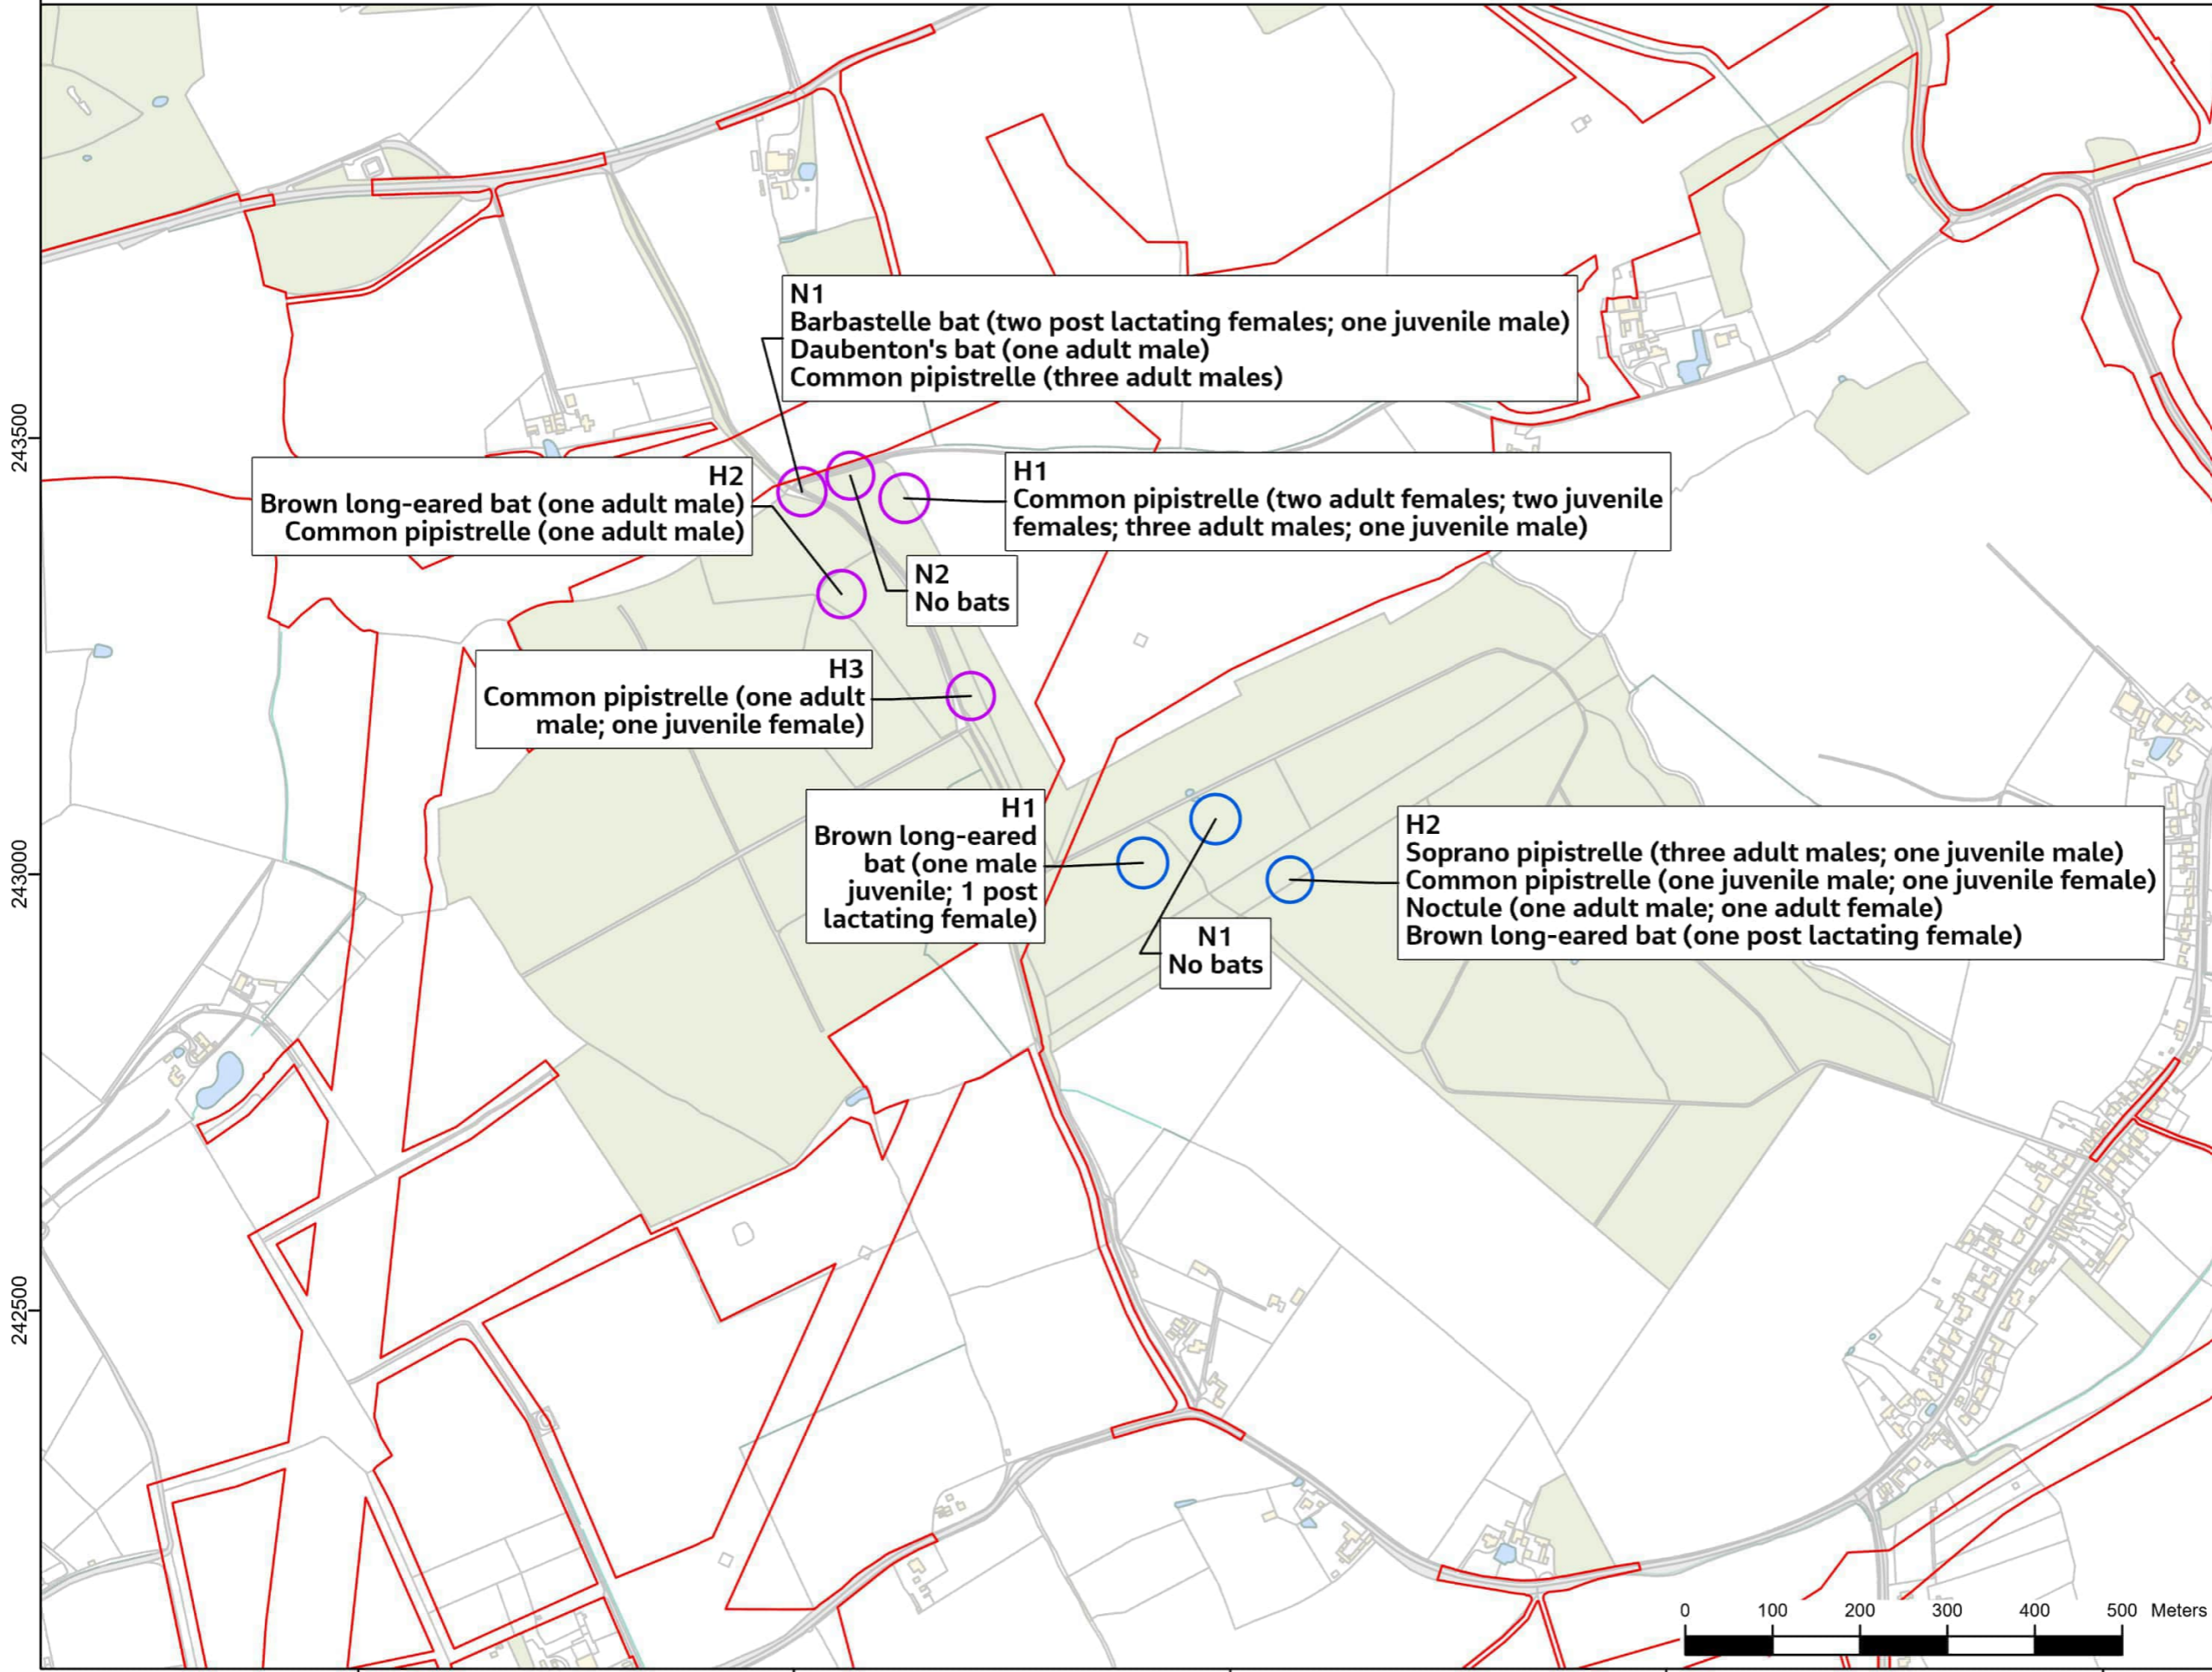 N1
Barbastelle bat (two post lactating females; one juvenile male)
Daubenton's bat (one adult male)
Common pipistrelle (three adult males)
243500
H2
Brown long-eared bat (one adult male)
Common pipistrelle (one adult male)
H1
Common pipistrelle (two adult females; two juvenile
females; three adult males; one juvenile male)
N2
No bats
H3
Common pipistrelle (one adult
male; one juvenile female)
H1
Brown long-eared
bat (one male
juvenile; 1 post
lactating female)
H2
Soprano pipistrelle (three adult males; one juvenile male)
Common pipistrelle (one juvenile male; one juvenile female)
Noctule (one adult male; one adult female)
Brown long-eared bat (one post lactating female)
243000
N1
No bats
242500
0 100 200 300 400 500 Meters